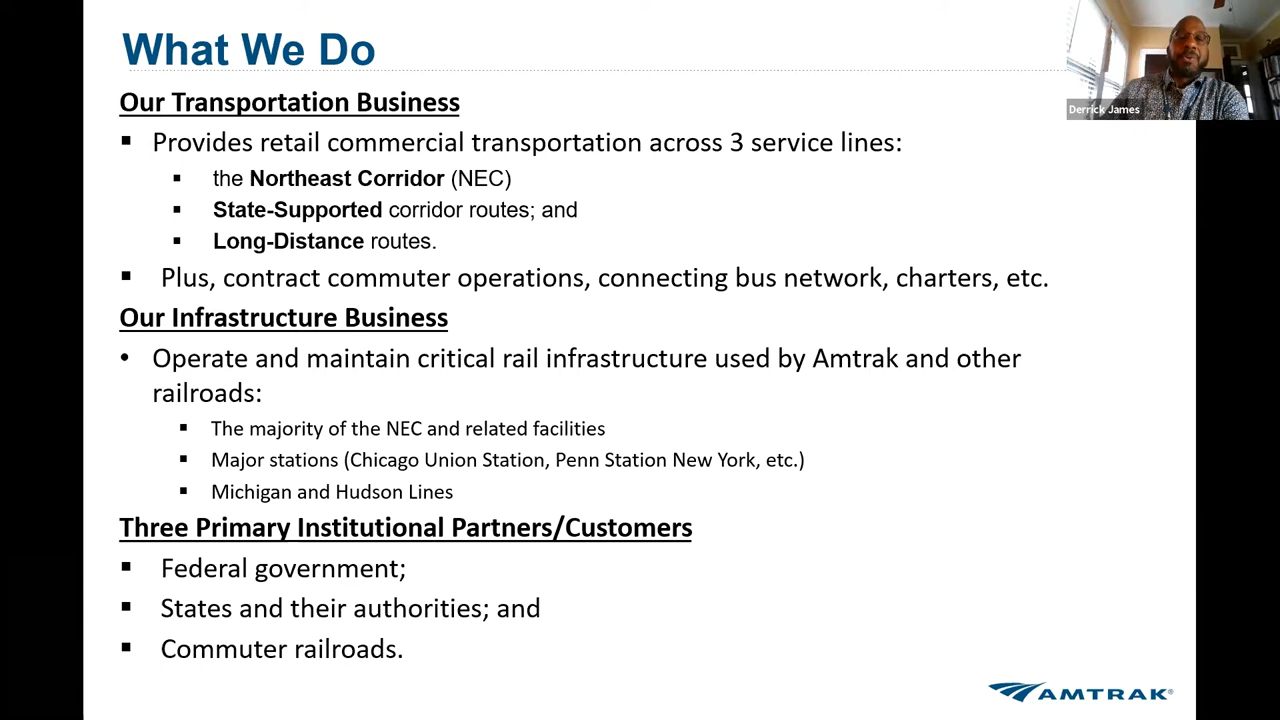 What We Do
Derrick James
Our Transportation Business
▪ Provides retail commercial transportation across 3 service lines:
▪ the Northeast Corridor (NEC)
▪ State-Supported corridor routes; and
▪ Long-Distance routes.
▪ Plus, contract commuter operations, connecting bus network, charters, etc.
Our Infrastructure Business
• Operate and maintain critical rail infrastructure used by Amtrak and other
railroads:
▪ The majority of the NEC and related facilities
▪ Major stations (Chicago Union Station, Penn Station New York, etc.)
▪ Michigan and Hudson Lines
Three Primary Institutional Partners/Customers
▪ Federal government;
▪ States and their authorities; and
▪ Commuter railroads.
AMTRAK®